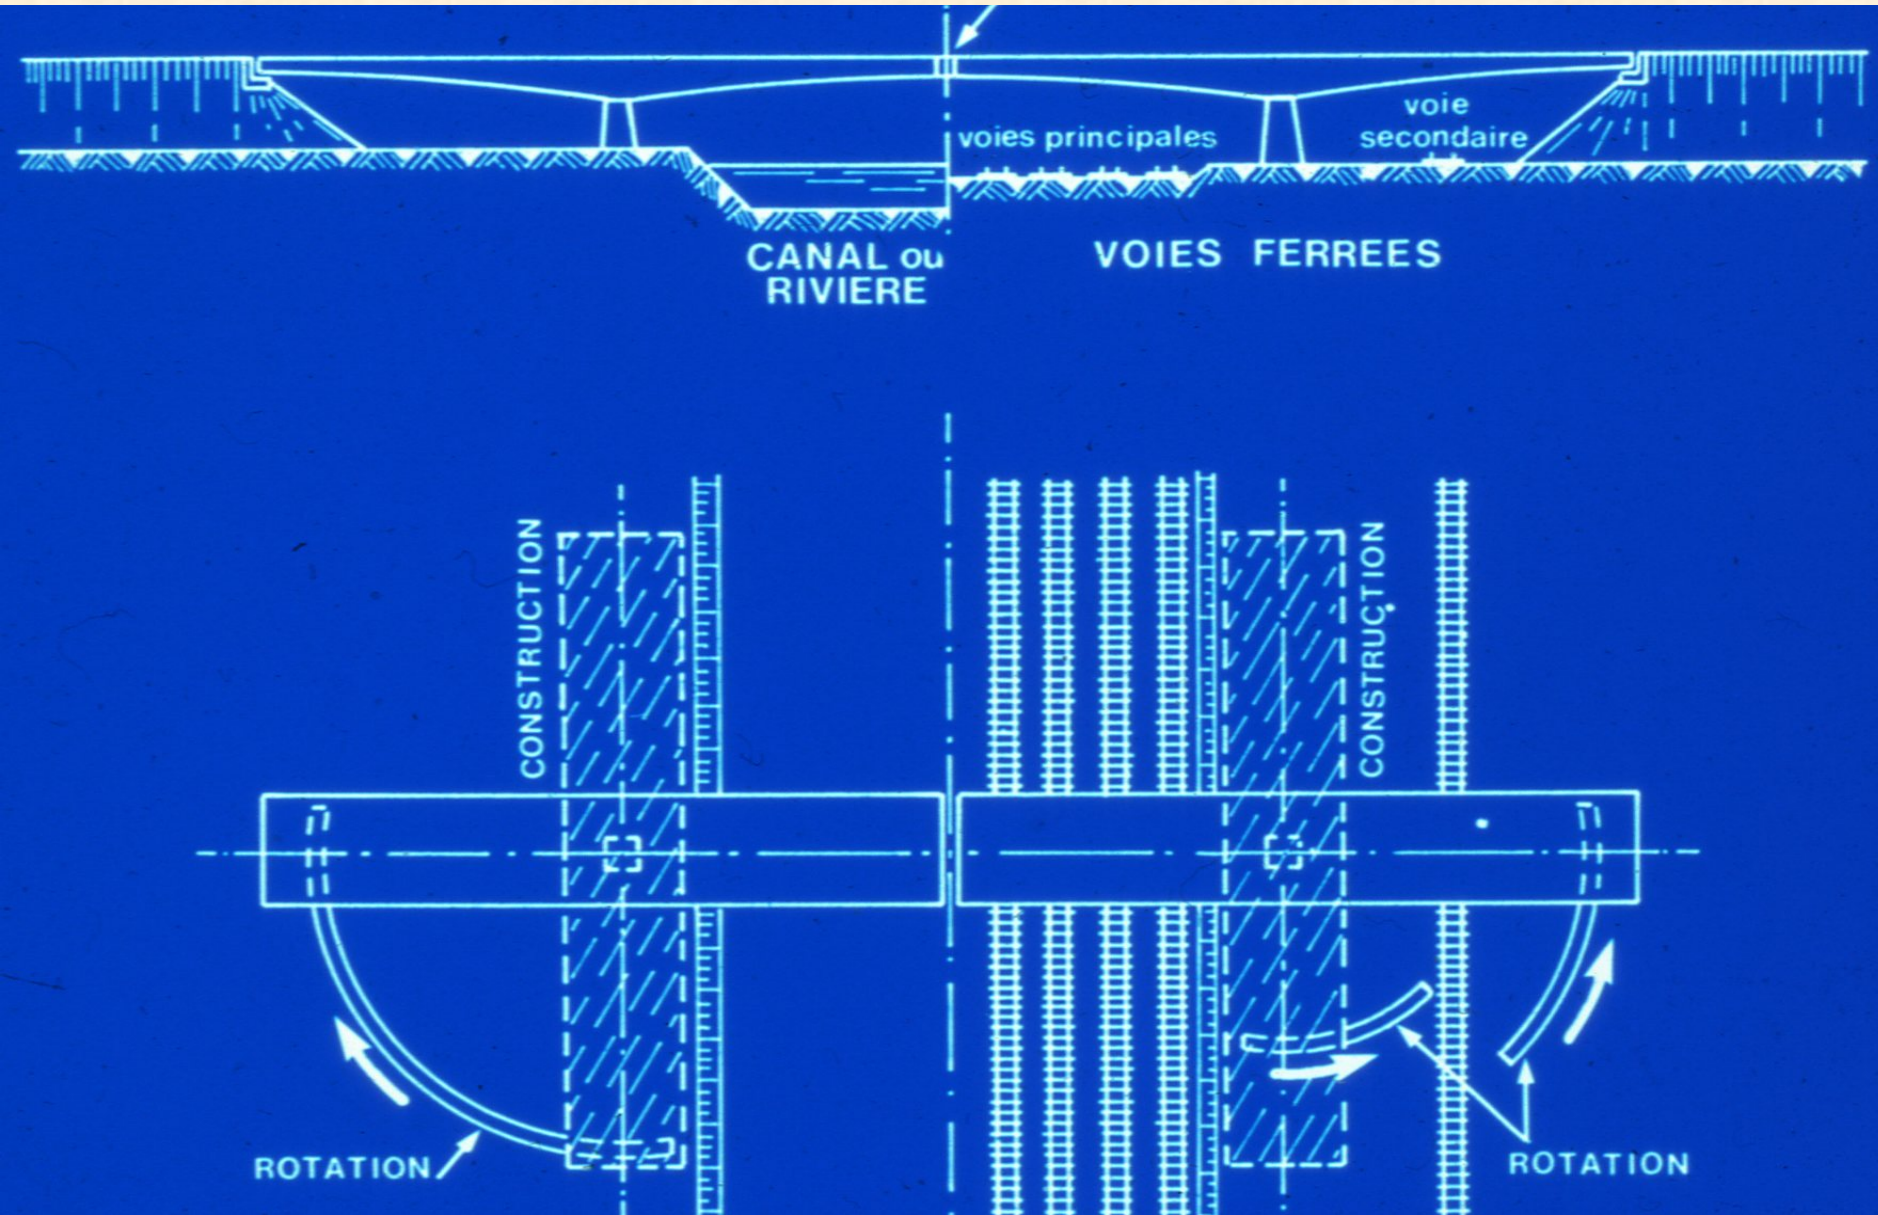 voies principales
voie
secondaire
CANAL ou
RIVIERE
VOIES FERREES
CONSTRUCTION
CONSTRUCTION
ROTATION
ROTATION